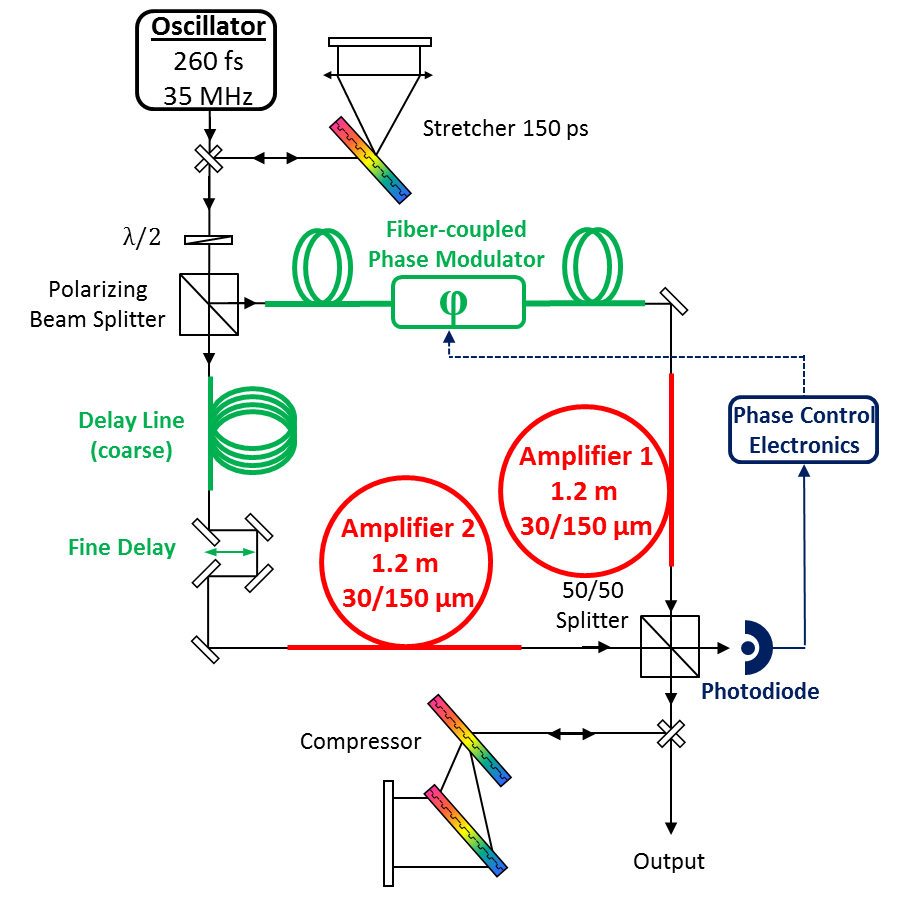 Oscillator
260 fs
35 MHz
Stretcher 150 ps
λ/2
Fiber-coupled
Phase Modulator
φ
Polarizing
Beam Splitter
Delay Line
(coarse)
Phase Control
Electronics
Amplifier 1
1.2 m
30/150 µm
Amplifier 2
1.2 m
30/150 µm
Fine Delay
50/50
Splitter
Photodiode
Compressor
Output